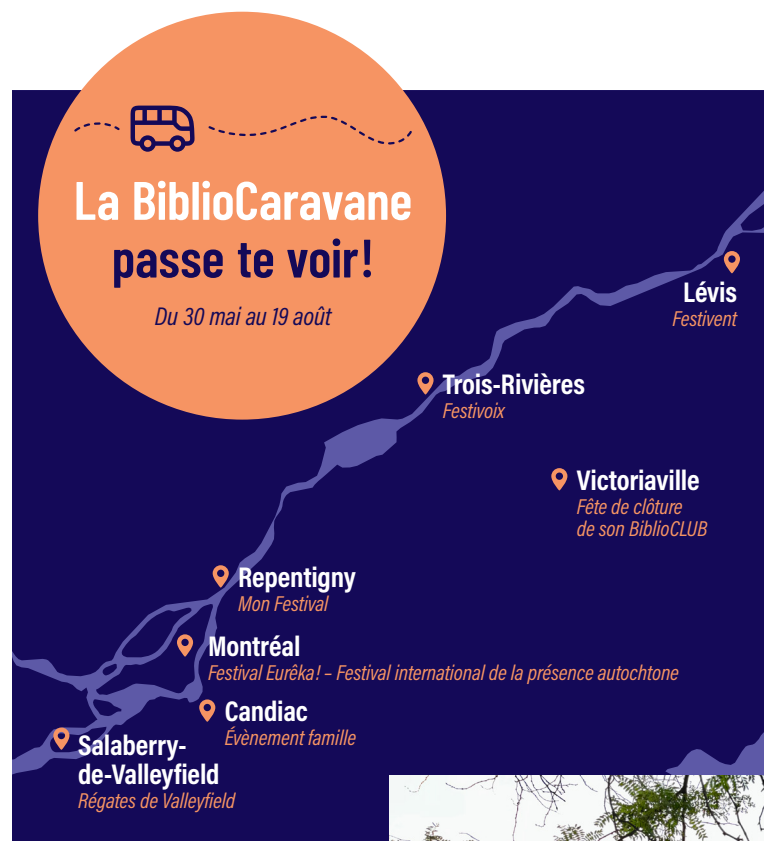 La BiblioCaravane
passe te voir!
Du 30 mai au 19 août
Lévis
Festivent
Trois-Rivières
Festivoix
Victoriaville
Fête de clôture
de son BiblioCLUB
Repentigny
Mon Festival
Montréal
Festival Eurêka! – Festival international de la présence autochtone
Candiac
Évènement famille
Salaberry-
de-Valleyfield
Régates de Valleyfield